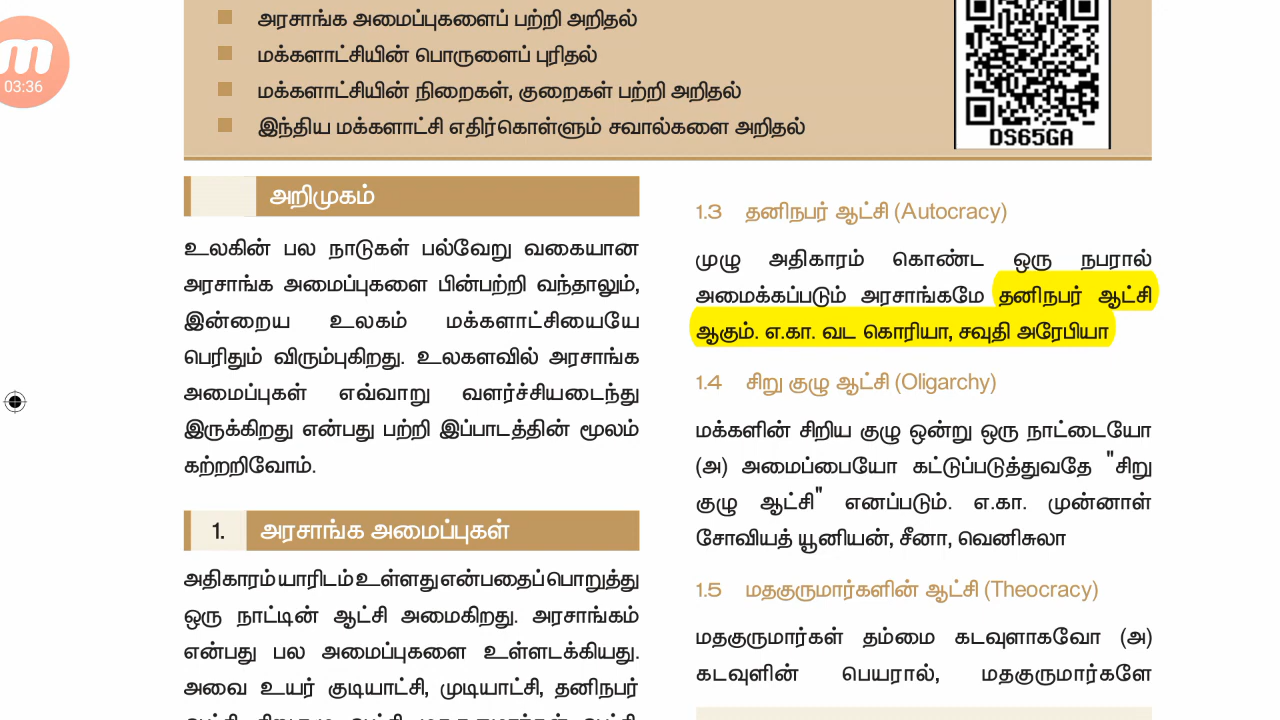 03:36
அரசாங்க அமைப்புகளைப் பற்றி அறிதல்
மக்களாட்சியின் பொருளைப் புரிதல்
மக்களாட்சியின் நிறைகள், குறைகள் பற்றி அறிதல்
இந்திய மக்களாட்சி எதிர்கொள்ளும் சவால்களை அறிதல்
DS65GA
அறிமுகம்
உலகின் பல நாடுகள் பல்வேறு வகையான
அரசாங்க அமைப்புகளை பின்பற்றி வந்தாலும்,
இன்றைய உலகம் மக்களாட்சியையே
பெரிதும் விரும்புகிறது. உலகளவில் அரசாங்க
அமைப்புகள் எவ்வாறு வளர்ச்சியடைந்து
இருக்கிறது என்பது பற்றி இப்பாடத்தின் மூலம்
கற்றறிவோம்.
1. அரசாங்க அமைப்புகள்
அதிகாரம் யாரிடம் உள்ளது என்பதைப் பொறுத்து
ஒரு நாட்டின் ஆட்சி அமைகிறது. அரசாங்கம்
என்பது பல அமைப்புகளை உள்ளடக்கியது.
அவை உயர் குடியாட்சி, முடியாட்சி, தனிநபர்
1.3 தனிநபர் ஆட்சி (Autocracy)
முழு அதிகாரம் கொண்ட ஒரு நபரால்
அமைக்கப்படும் அரசாங்கமே தனிநபர் ஆட்சி
ஆகும். எ.கா. வட கொரியா, சவுதி அரேபியா
1.4 சிறு குழு ஆட்சி (Oligarchy)
மக்களின் சிறிய குழு ஒன்று ஒரு நாட்டையோ
(அ) அமைப்பையோ கட்டுப்படுத்துவதே "சிறு
குழு ஆட்சி" எனப்படும். எ.கா. முன்னாள்
சோவியத் யூனியன், சீனா, வெனிசுலா
1.5 மதகுருமார்களின் ஆட்சி (Theocracy)
மதகுருமார்கள் தம்மை கடவுளாகவோ (அ)
கடவுளின் பெயரால், மதகுருமார்களே